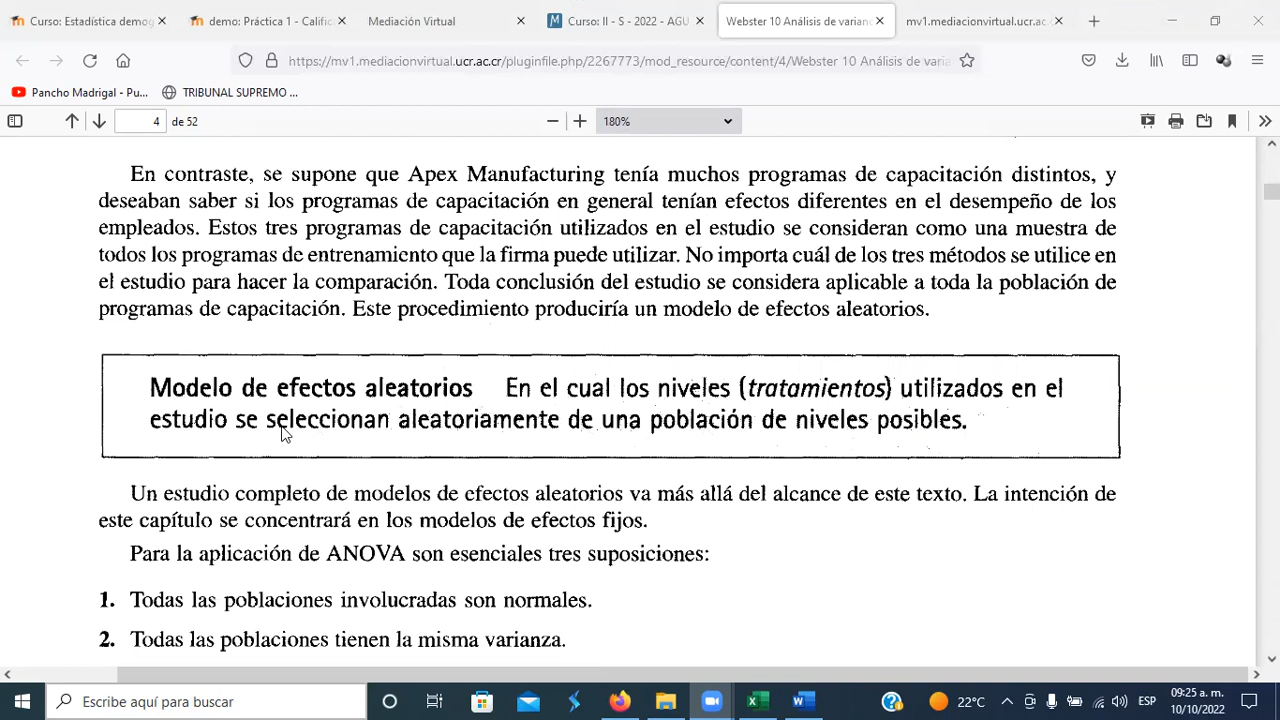 Curso: Estadística demog
demo: Práctica 1 - Califica
Mediación Virtual
Curso: II - S - 2022 - AGU
Webster 10 Análisis de varian
mv1.mediacionvirtual.ucr.ac.cr/
https://mv1.mediacionvirtual.ucr.ac.cr/pluginfile.php/2267773/mod_resource/content/4/Webster 10 Análisis de varia
Pancho Madrigal - Pu...
TRIBUNAL SUPREMO ...
4 de 52
180%
En contraste, se supone que Apex Manufacturing tenía muchos programas de capacitación distintos, y
deseaban saber si los programas de capacitación en general tenían efectos diferentes en el desempeño de los
empleados. Estos tres programas de capacitación utilizados en el estudio se consideran como una muestra de
todos los programas de entrenamiento que la firma puede utilizar. No importa cuál de los tres métodos se utilice en
el estudio para hacer la comparación. Toda conclusión del estudio se considera aplicable a toda la población de
programas de capacitación. Este procedimiento produciría un modelo de efectos aleatorios.
Modelo de efectos aleatorios En el cual los niveles (tratamientos) utilizados en el
estudio se seleccionan aleatoriamente de una población de niveles posibles.
Un estudio completo de modelos de efectos aleatorios va más allá del alcance de este texto. La intención de
este capítulo se concentrará en los modelos de efectos fijos.
Para la aplicación de ANOVA son esenciales tres suposiciones:
1. Todas las poblaciones involucradas son normales.
2. Todas las poblaciones tienen la misma varianza.
Escribe aquí para buscar
22°C
ESP
09:25 a. m.
10/10/2022